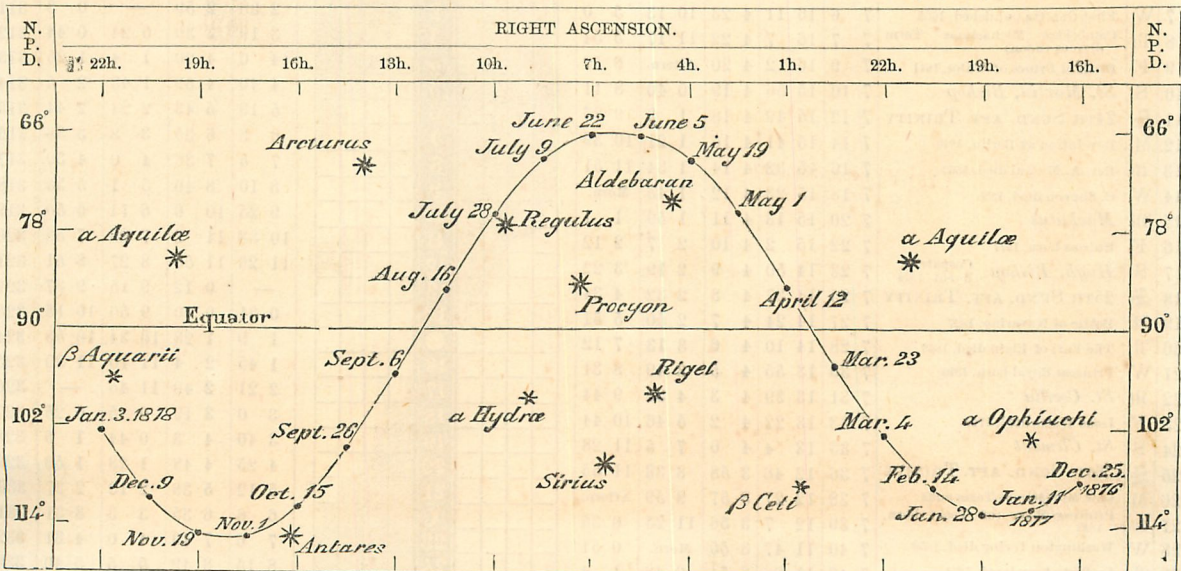 N.
P.
D.
RIGHT ASCENSION.
N.
P.
D.
22h. 19h. 16h. 10h. 7h. 4h. 1h. 22h. 19h. 16h.
66° June 22 June 5 66°
Arcturus July 9 May 19
Aldebaran
July 28 Regulus May 1
78° 78°
α Aquilæ α Aquilæ
Aug. 16
Procyon April 12
90° Equator 90°
β Aquarii Sept. 6 Mar. 23
Rigel
102° 102°
Jan. 3. 1818 α Hydræ Mar. 4 α Ophiuchi
Sept. 26
Dec. 9 Sirius Feb. 14 Dec. 25.
1876
Oct. 15 β Ceti Jan. 11
1877
114° Nov. 1 Jan. 28 114°
Nov. 19 Antares